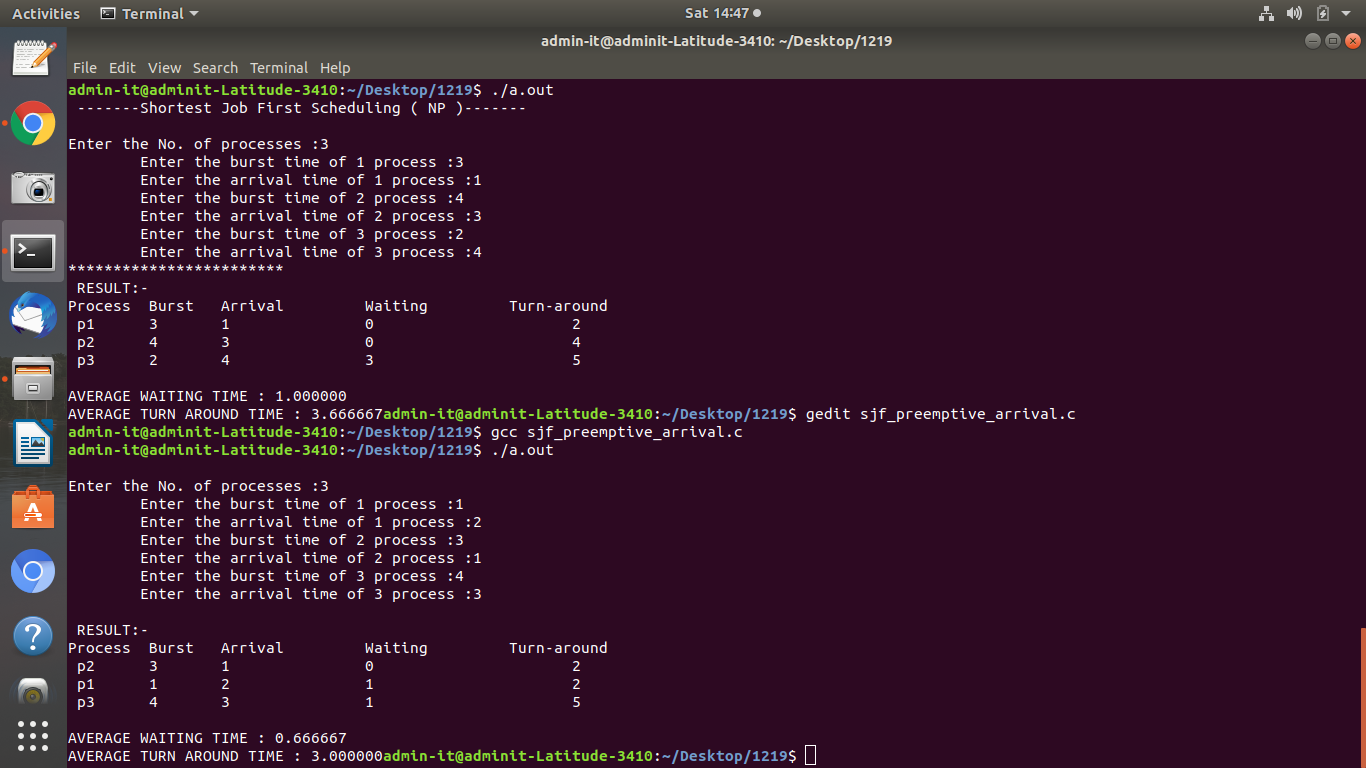 Activities Terminal Sat 14:47
admin-it@adminit-Latitude-3410: ~/Desktop/1219
File Edit View Search Terminal Help
admin-it@adminit-Latitude-3410:~/Desktop/1219$ ./a.out
-------Shortest Job First Scheduling ( NP )-------
Enter the No. of processes :3
Enter the burst time of 1 process :3
Enter the arrival time of 1 process :1
Enter the burst time of 2 process :4
Enter the arrival time of 2 process :3
Enter the burst time of 3 process :2
Enter the arrival time of 3 process :4
************************
RESULT:-
Process Burst Arrival Waiting Turn-around
p1 3 1 0 2
p2 4 3 0 4
p3 2 4 3 5
AVERAGE WAITING TIME : 1.000000
AVERAGE TURN AROUND TIME : 3.666667admin-it@adminit-Latitude-3410:~/Desktop/1219$ gedit sjf_preemptive_arrival.c
admin-it@adminit-Latitude-3410:~/Desktop/1219$ gcc sjf_preemptive_arrival.c
admin-it@adminit-Latitude-3410:~/Desktop/1219$ ./a.out
Enter the No. of processes :3
Enter the burst time of 1 process :1
Enter the arrival time of 1 process :2
Enter the burst time of 2 process :3
Enter the arrival time of 2 process :1
Enter the burst time of 3 process :4
Enter the arrival time of 3 process :3
RESULT:-
Process Burst Arrival Waiting Turn-around
p2 3 1 0 2
p1 1 2 1 2
p3 4 3 1 5
AVERAGE WAITING TIME : 0.666667
AVERAGE TURN AROUND TIME : 3.000000admin-it@adminit-Latitude-3410:~/Desktop/1219$